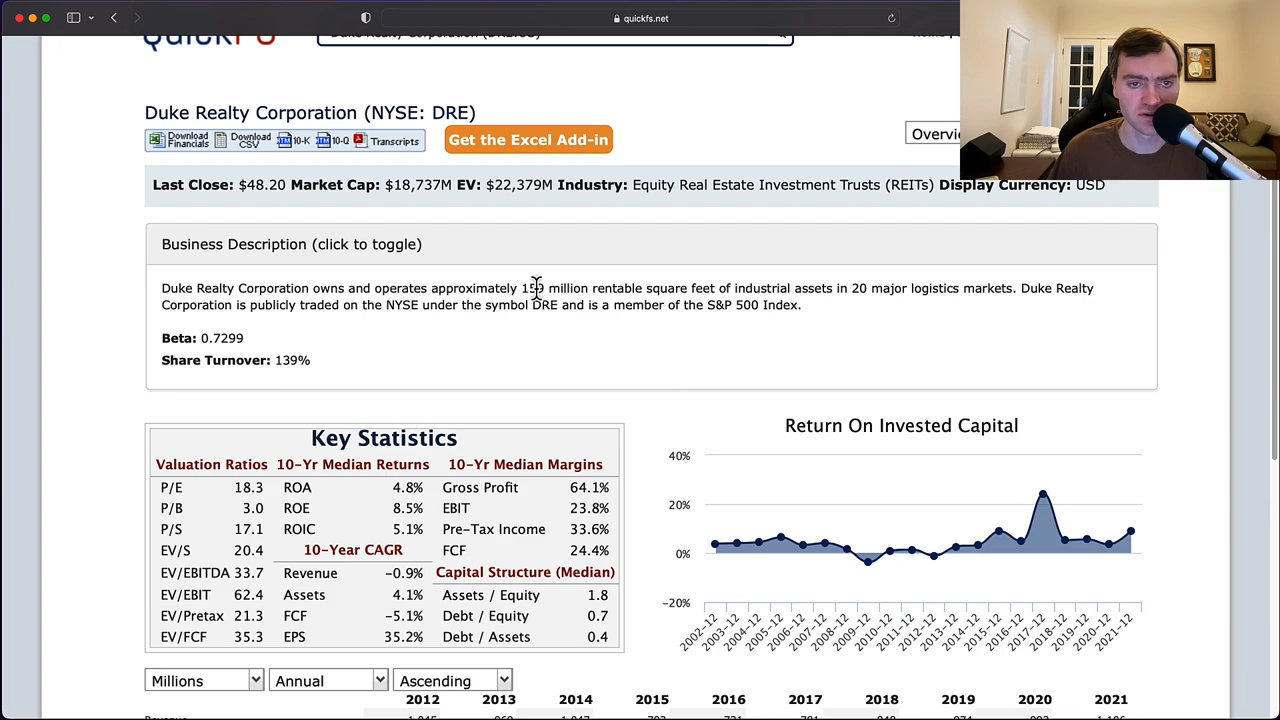 quickfs.net
Duke Realty Corporation (NYSE: DRE)
Download Financials
Download CSV
10-K
10-Q
Transcripts
Get the Excel Add-in
Last Close: $48.20 Market Cap: $18,737M EV: $22,379M Industry: Equity Real Estate Investment Trusts (REITs) Display Currency: USD
Business Description (click to toggle)
Duke Realty Corporation owns and operates approximately million rentable square feet of industrial assets in 20 major logistics markets. Duke Realty
Corporation is publicly traded on the NYSE under the symbol DRE and is a member of the S&P 500 Index.
Beta: 0.7299
Share Turnover: 139%
Key Statistics
Valuation Ratios 10-Yr Median Returns 10-Yr Median Margins
P/E 18.3 ROA 4.8% Gross Profit 64.1%
P/B 3.0 ROE 8.5% EBIT 23.8%
P/S 17.1 ROIC 5.1% Pre-Tax Income 33.6%
EV/S 20.4 10-Year CAGR FCF 24.4%
EV/EBITDA 33.7 Revenue -0.9% Capital Structure (Median)
EV/EBIT 62.4 Assets 4.1% Assets / Equity 1.8
EV/Pretax 21.3 FCF -5.1% Debt / Equity 0.7
EV/FCF 35.3 EPS 35.2% Debt / Assets 0.4
Return On Invested Capital
40%
20%
0%
-20%
2002-12 2003-12 2004-12 2005-12 2006-12 2007-12 2008-12 2009-12 2010-12 2011-12 2012-12 2013-12 2014-12 2015-12 2016-12 2017-12 2018-12 2019-12 2020-12 2021-12
Millions Annual Ascending
2012 2013 2014 2015 2016 2017 2018 2019 2020 2021